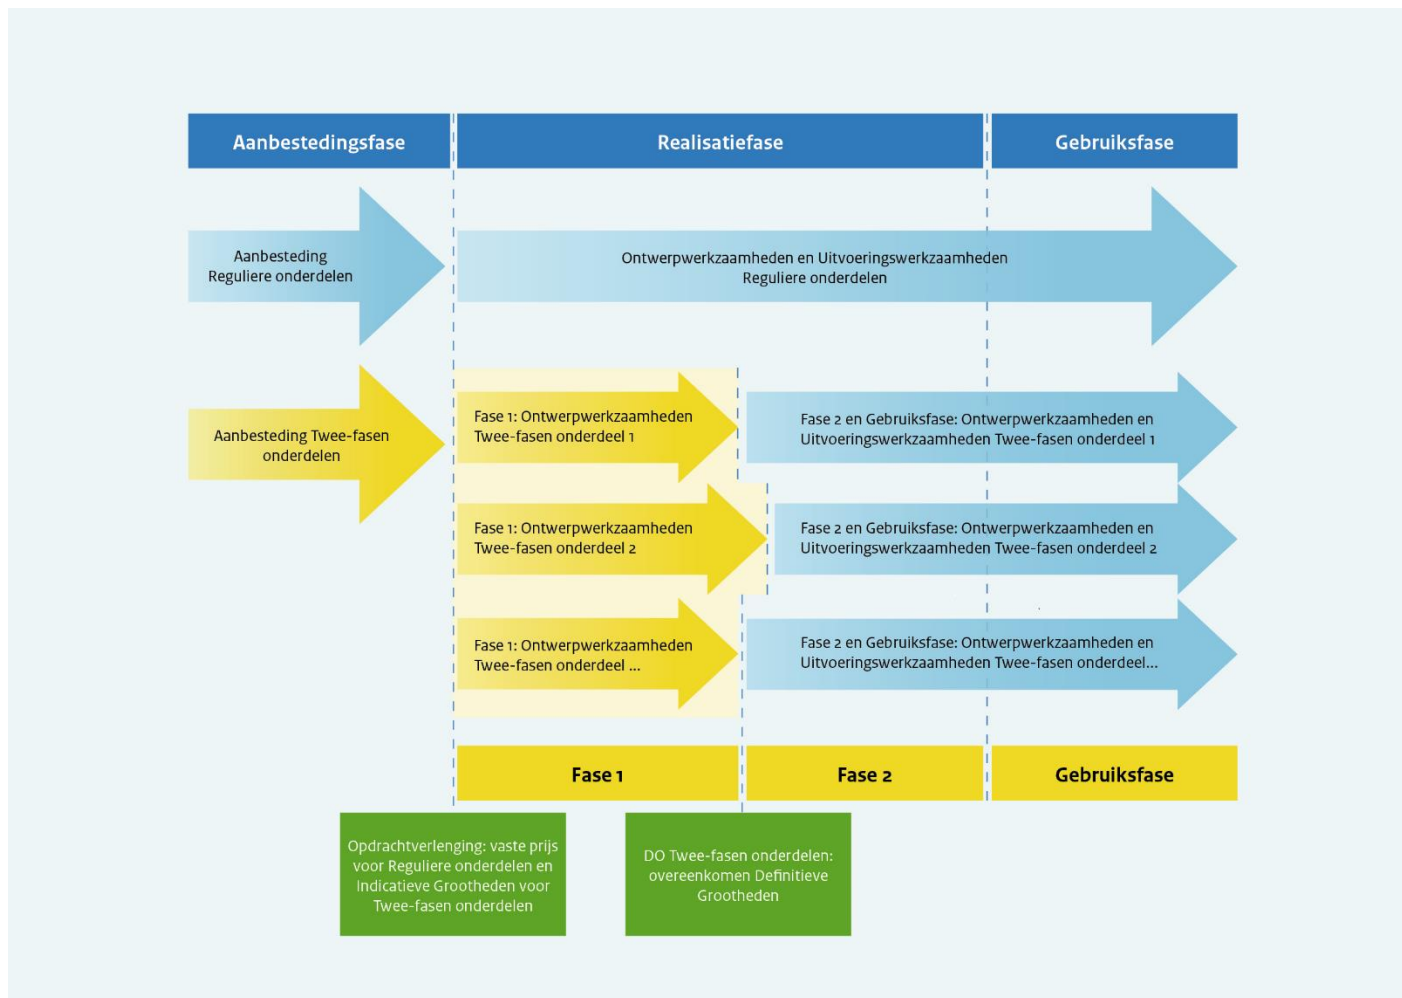 Aanbestedingsfase
Realisatiefase
Gebruiksfase
Aanbesteding
Reguliere onderdelen
Ontwerpwerkzaamheden en Uitvoeringswerkzaamheden
Reguliere onderdelen
Aanbesteding Twee-fasen
onderdelen
Fase 1: Ontwerpwerkzaamheden
Twee-fasen onderdeel 1
Fase 2 en Gebruiksfase: Ontwerpwerkzaamheden en
Uitvoeringswerkzaamheden Twee-fasen onderdeel 1
Fase 1: Ontwerpwerkzaamheden
Twee-fasen onderdeel 2
Fase 2 en Gebruiksfase: Ontwerpwerkzaamheden en
Uitvoeringswerkzaamheden Twee-fasen onderdeel 2
Fase 1: Ontwerpwerkzaamheden
Twee-fasen onderdeel ...
Fase 2 en Gebruiksfase: Ontwerpwerkzaamheden en
Uitvoeringswerkzaamheden Twee-fasen onderdeel...
Fase 1
Fase 2
Gebruiksfase
Opdrachtverlenging: vaste prijs
voor Reguliere onderdelen en
Indicatieve Grootheden voor
Twee-fasen onderdelen
DO Twee-fasen onderdelen:
overeenkomen Definitieve
Grootheden